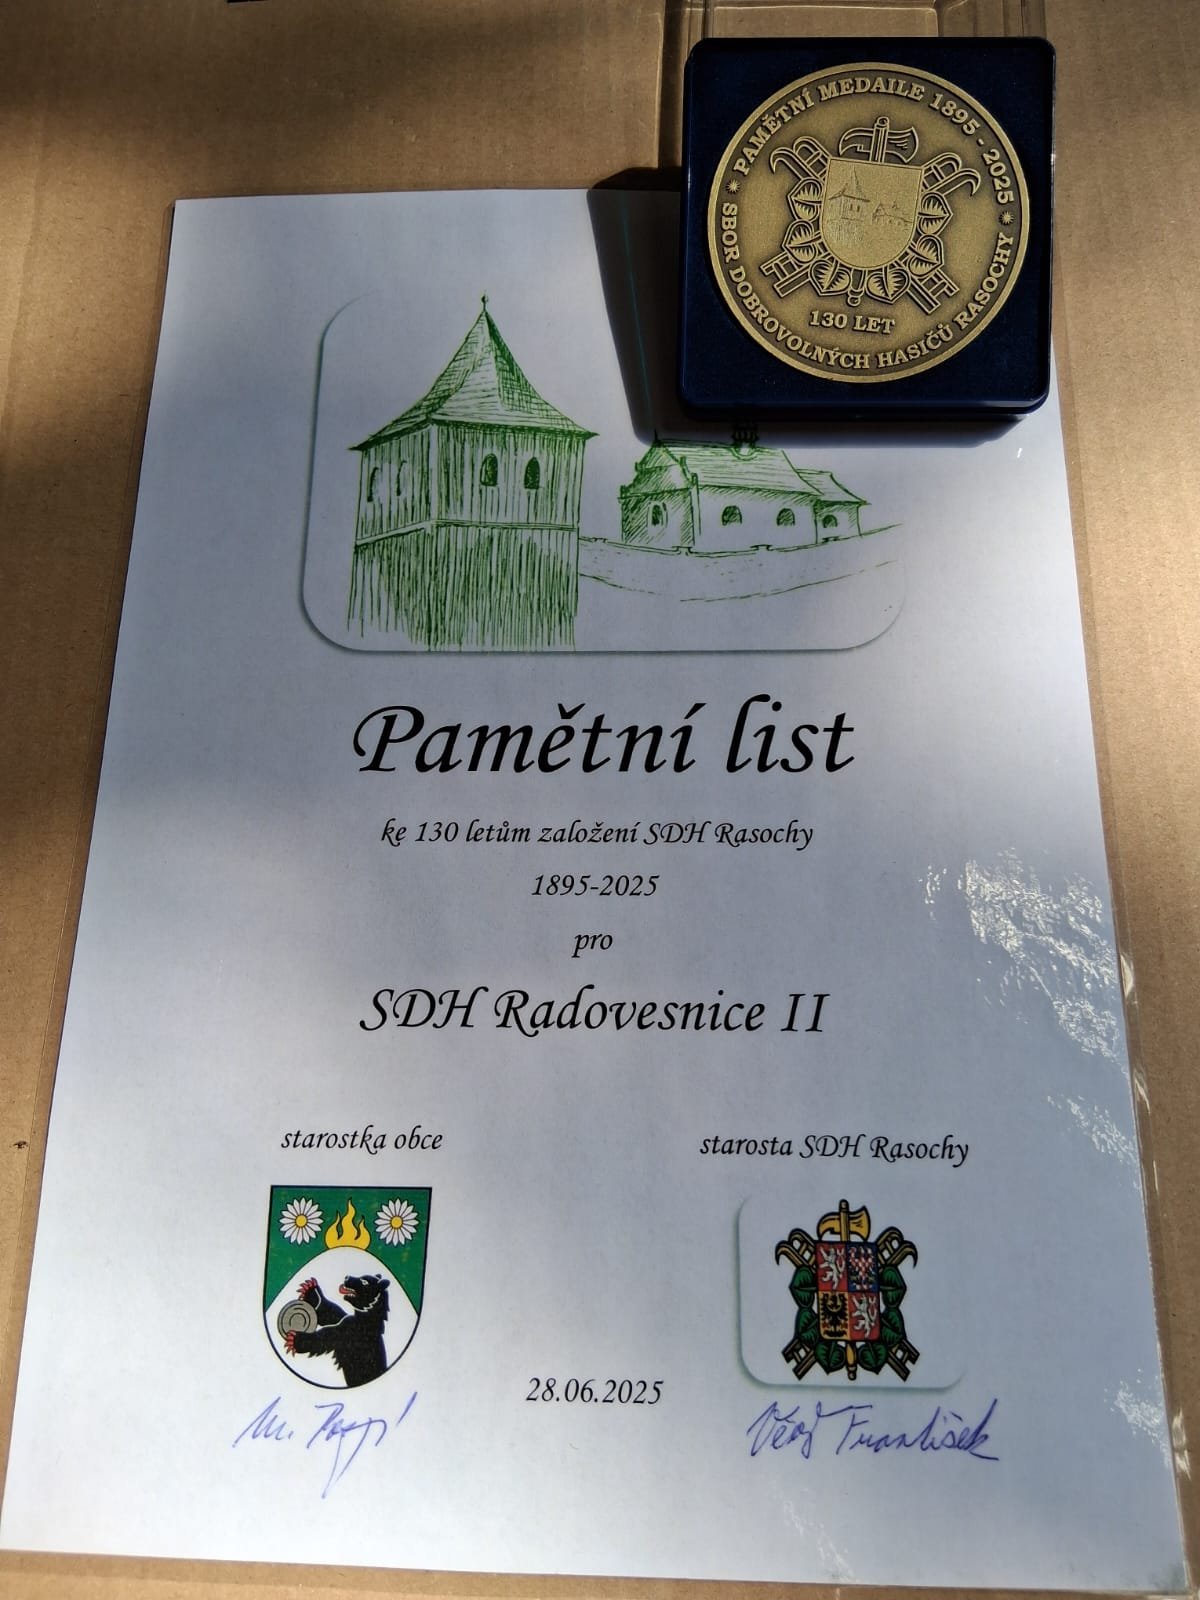 PAMĚTNÍ MEDAILE 1895 - 2025
SBOR DOBROVOLNÝCH HASIČŮ RASOCHY
130 LET
Pamětní list
ke 130 letům založení SDH Rasochy
1895-2025
pro
SDH Radovesnice II
starostka obce
starosta SDH Rasochy
28.06.2025
František